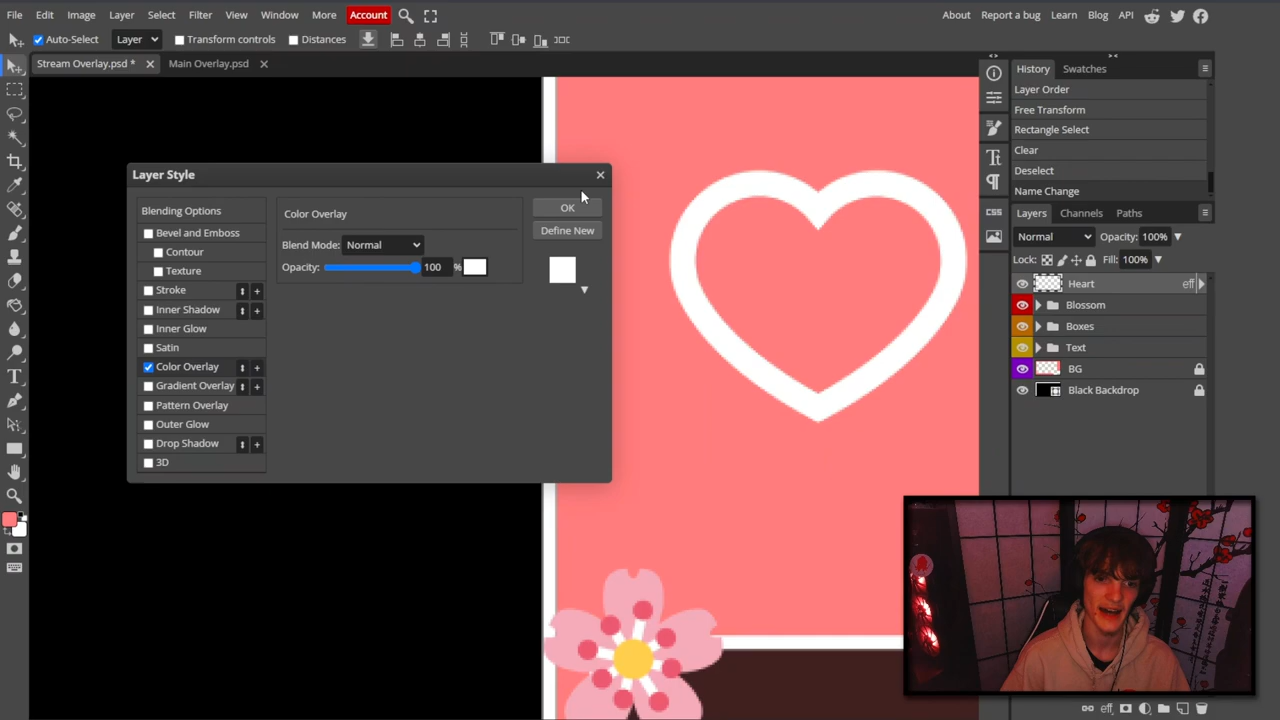 File Edit Image Layer Select Filter View Window More Account About Report a bug Learn Blog API
Auto-Select Layer Transform controls Distances
Stream Overlay.psd * Main Overlay.psd
History Swatches
Layer Order
Free Transform
Rectangle Select
Clear
Deselect
Name Change
Layers Channels Paths
Normal Opacity: 100%
Lock: Fill: 100%
Heart eff
Blossom
Boxes
Text
BG
Black Backdrop
CSS
Layer Style
Blending Options
Bevel and Emboss
Contour
Texture
Stroke
Inner Shadow
Inner Glow
Satin
Color Overlay
Gradient Overlay
Pattern Overlay
Outer Glow
Drop Shadow
3D
Color Overlay
Blend Mode: Normal
Opacity: 100 %
OK
Define New
eff